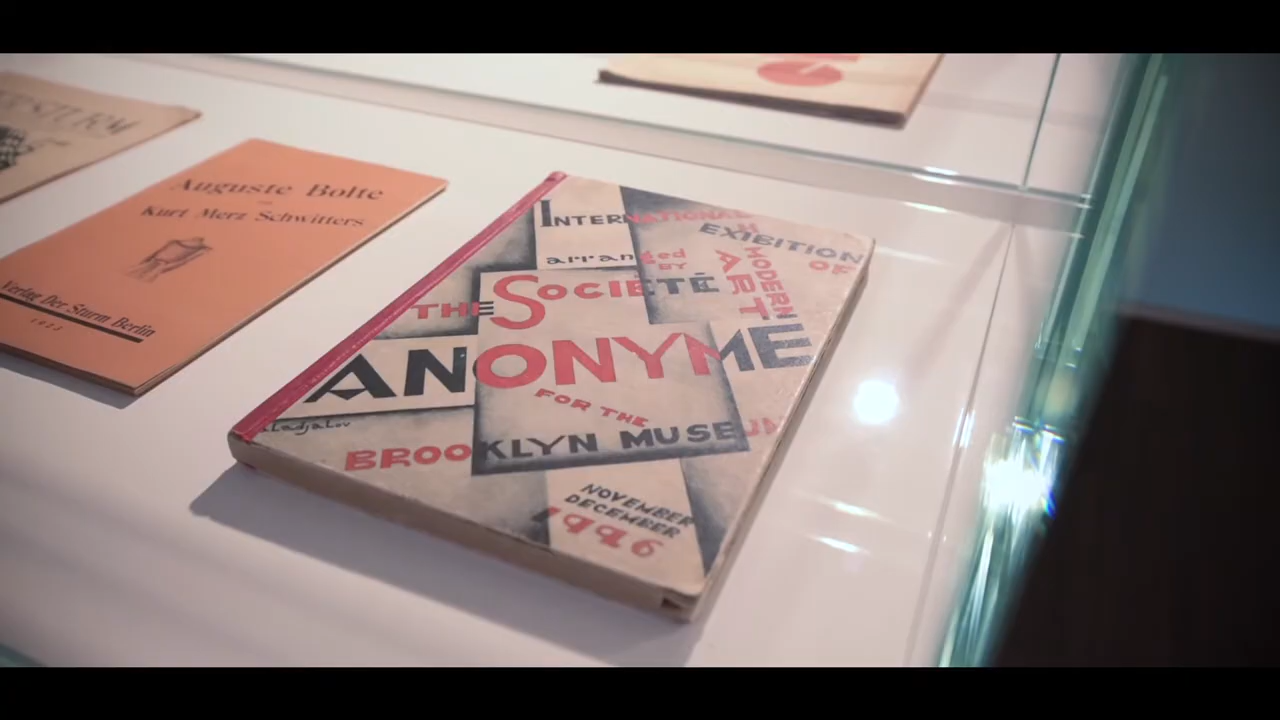 Auguste Bolte
Kurt Merz Schwitters
Verlag Der Sturm Berlin
INTERNATIONAL
EXIBITION
OF
MODERN
ART
arranged
BY
THE SOCIETÉ
ANONYME
FOR THE
BROOKLYN MUSEUM
NOVEMBER
DECEMBER
1926